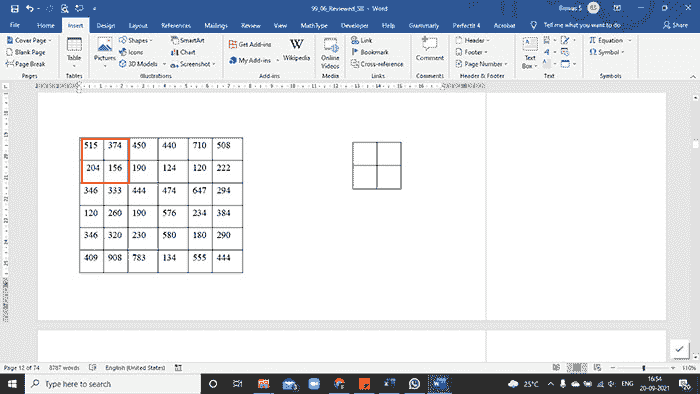 99_06_Reviewed_SB - Word
Biswas S BS
File Home Insert Design Layout References Mailings Review View MathType Developer Help Grammarly PerfectIt 4 Acrobat Tell me what you want to do Share
Cover Page
Blank Page
Page Break
Pages
Table
Tables
Pictures
Shapes
Icons
3D Models
SmartArt
Chart
Screenshot
Illustrations
Get Add-ins
My Add-ins
Wikipedia
Add-ins
Online Videos
Media
Link
Bookmark
Cross-reference
Links
Comment
Comments
Header
Footer
Page Number
Header & Footer
Text Box
Text
Equation
Symbol
Symbols
515 374 450 440 710 508
204 156 190 124 120 222
346 333 444 474 647 294
120 260 190 576 234 384
346 320 230 580 180 290
409 908 783 134 555 444
Page 12 of 74 8787 words English (United States) 110%
Type here to search
25°C ENG
16:54
20-09-2021